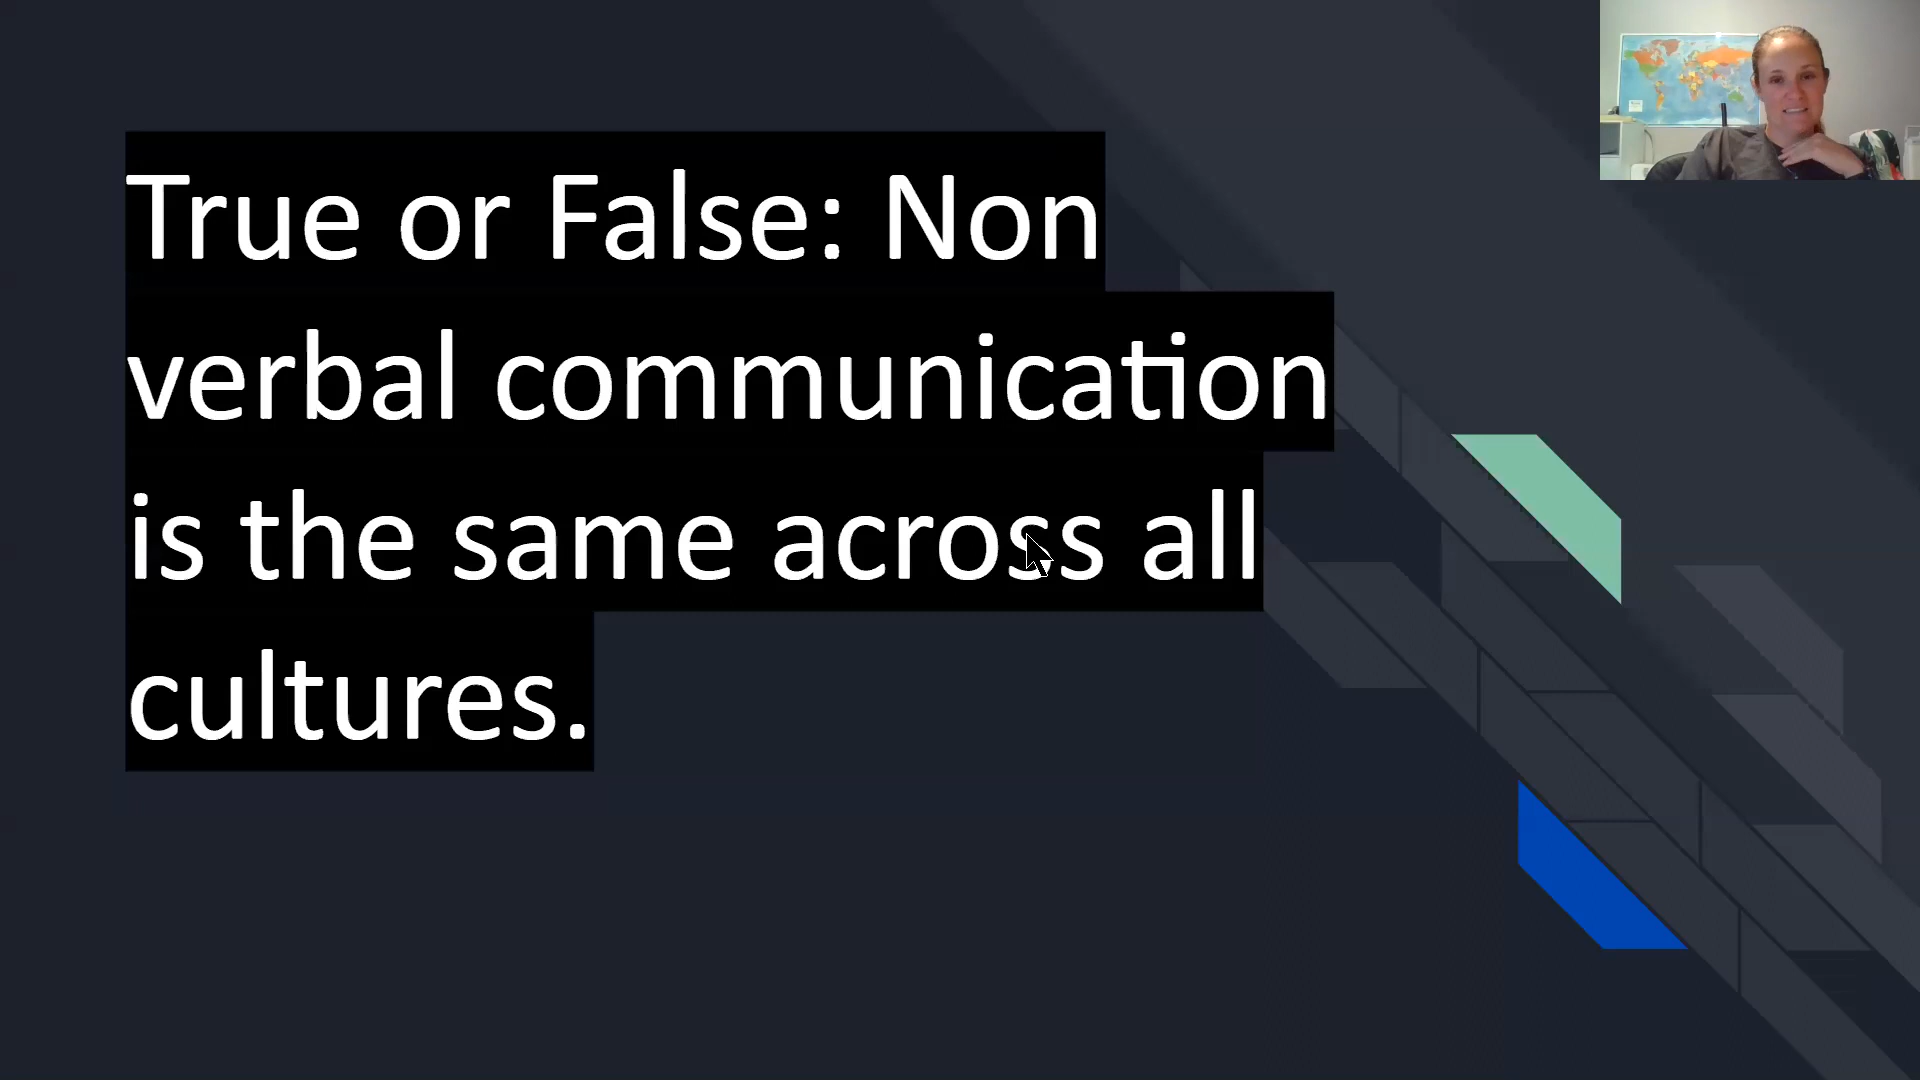 True or False: Non
verbal communication
is the same across all
cultures.